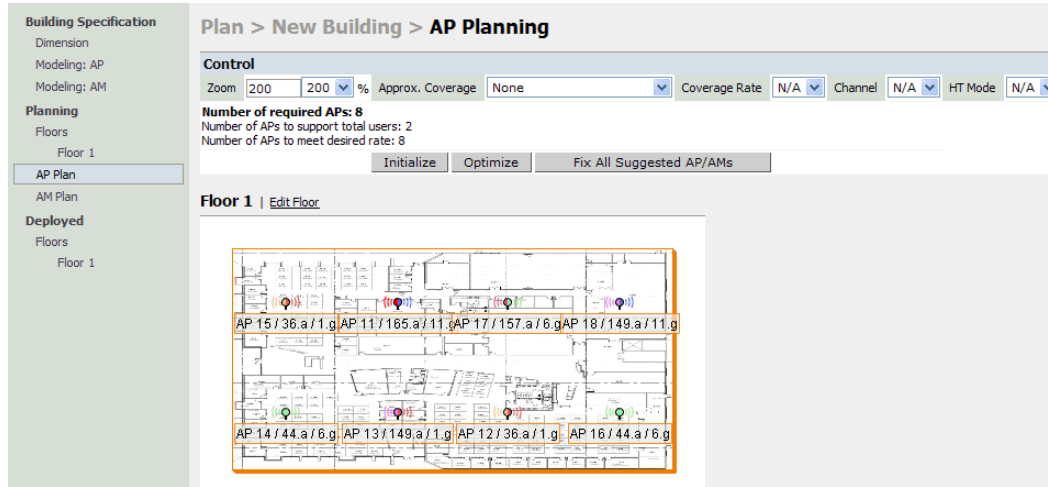 Building Specification
Dimension
Modeling: AP
Modeling: AM
Planning
Floors
Floor 1
AP Plan
AM Plan
Deployed
Floors
Floor 1
Plan > New Building > AP Planning
Control
Zoom 200 200 % Approx. Coverage None Coverage Rate N/A Channel N/A HT Mode N/A
Number of required APs: 8
Number of APs to support total users: 2
Number of APs to meet desired rate: 8
Initialize Optimize Fix All Suggested AP/AMs
Floor 1 | Edit Floor
AP 15 / 36.a / 1.g AP 11 / 165.a / 11.g AP 17 / 157.a / 6.g AP 18 / 149.a / 11.g
AP 14 / 44.a / 6.g AP 13 / 149.a / 1.g AP 12 / 36.a / 1.g AP 16 / 44.a / 6.g